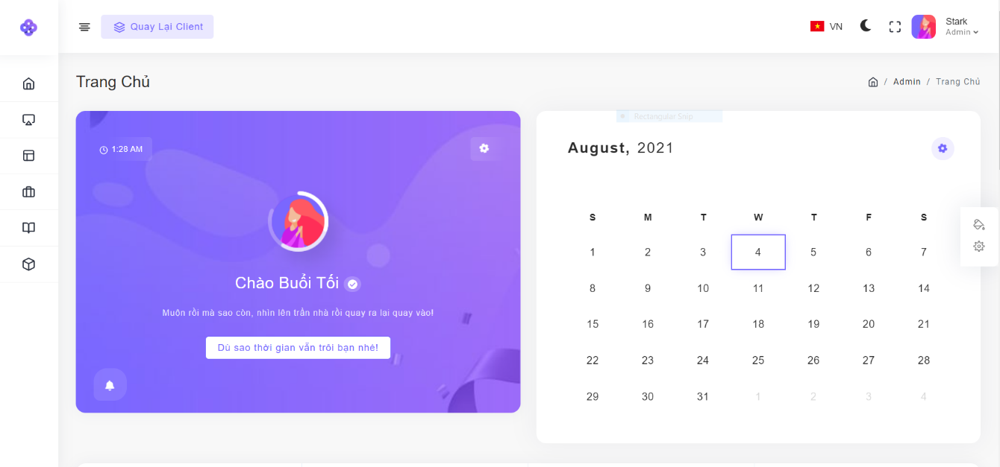 Quay Lại Client
VN
Stark
Admin
Trang Chủ
/ Admin / Trang Chủ
1:28 AM
Chào Buổi Tối
Muộn rồi mà sao còn, nhìn lên trần nhà rồi quay ra lại quay vào!
Dù sao thời gian vẫn trôi bạn nhé!
Rectangular Snip
August, 2021
S M T W T F S
1 2 3 4 5 6 7
8 9 10 11 12 13 14
15 16 17 18 19 20 21
22 23 24 25 26 27 28
29 30 31 1 2 3 4